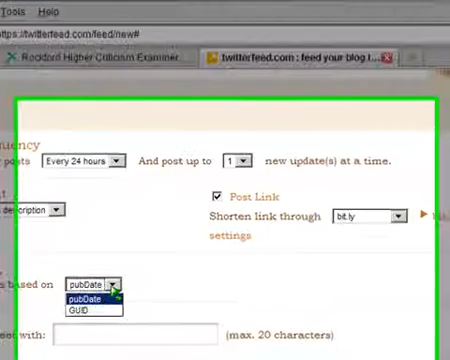 Tools Help
ttps://twitterfeed.com/feed/new#
Rockford Higher Criticism Examiner
twitterfeed.com : feed your blog t...
uency
posts Every 24 hours And post up to 1 new update(s) at a time.
Post Link
description
Shorten link through bit.ly
settings
s based on pubDate
pubDate
GUID
with: (max. 20 characters)